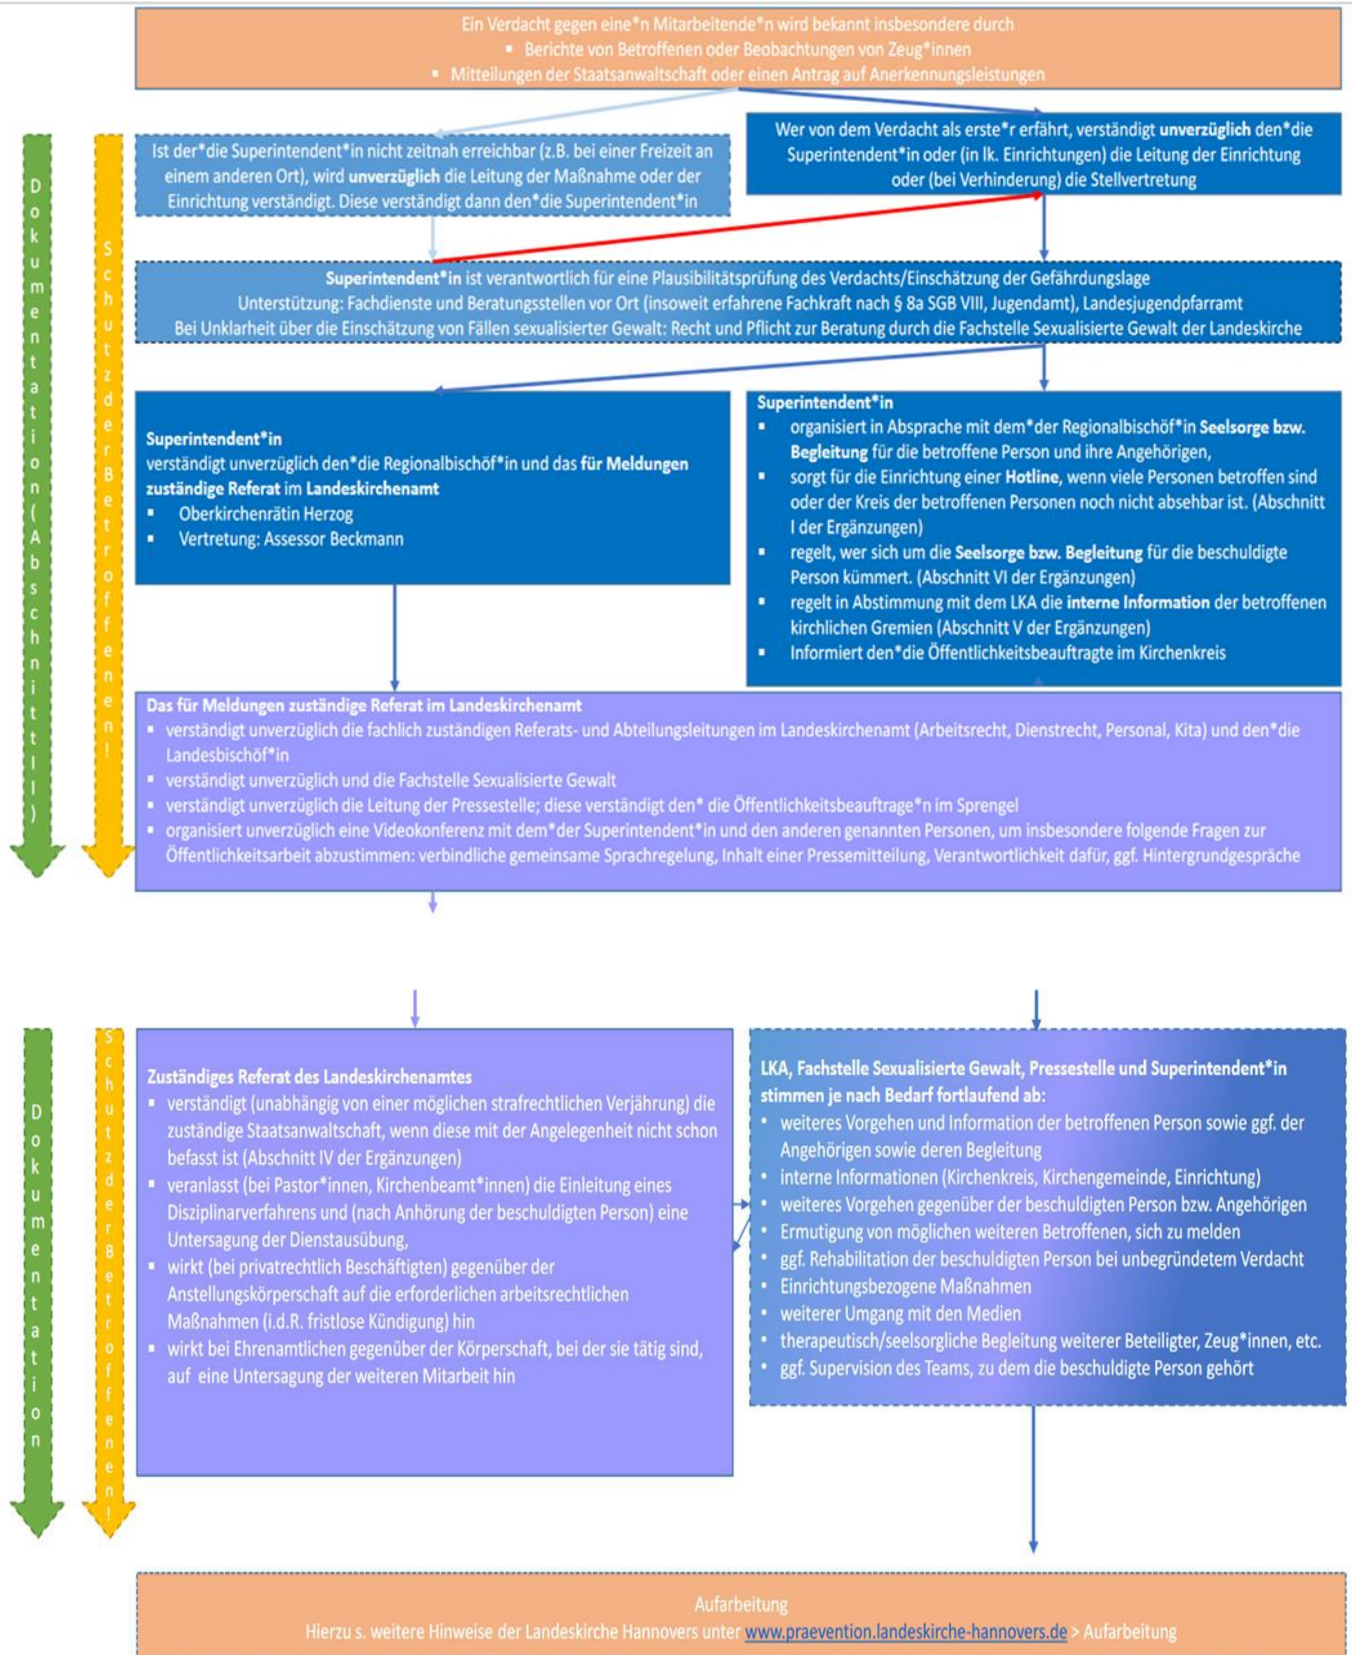 Ein Verdacht gegen eine*n Mitarbeitende*n wird bekannt insbesondere durch
▪ Berichte von Betroffenen oder Beobachtungen von Zeug*innen
▪ Mitteilungen der Staatsanwaltschaft oder einen Antrag auf Anerkennungsleistungen
Dokumentation (Abschnitt II)
Schutz der Betroffenen!
Ist der*die Superintendent*in nicht zeitnah erreichbar (z.B. bei einer Freizeit an
einem anderen Ort), wird unverzüglich die Leitung der Maßnahme oder der
Einrichtung verständigt. Diese verständigt dann den*die Superintendent*in
Wer von dem Verdacht als erste*r erfährt, verständigt unverzüglich den*die
Superintendent*in oder (in lk. Einrichtungen) die Leitung der Einrichtung
oder (bei Verhinderung) die Stellvertretung
Superintendent*in ist verantwortlich für eine Plausibilitätsprüfung des Verdachts/Einschätzung der Gefährdungslage
Unterstützung: Fachdienste und Beratungsstellen vor Ort (insoweit erfahrene Fachkraft nach § 8a SGB VIII, Jugendamt), Landesjugendpfarramt
Bei Unklarheit über die Einschätzung von Fällen sexualisierter Gewalt: Recht und Pflicht zur Beratung durch die Fachstelle Sexualisierte Gewalt der Landeskirche
Superintendent*in
verständigt unverzüglich den*die Regionalbischöf*in und das für Meldungen
zuständige Referat im Landeskirchenamt
▪ Oberkirchenrätin Herzog
▪ Vertretung: Assessor Beckmann
Superintendent*in
▪ organisiert in Absprache mit dem*der Regionalbischöf*in Seelsorge bzw.
Begleitung für die betroffene Person und ihre Angehörigen,
▪ sorgt für die Einrichtung einer Hotline, wenn viele Personen betroffen sind
oder der Kreis der betroffenen Personen noch nicht absehbar ist. (Abschnitt
I der Ergänzungen)
▪ regelt, wer sich um die Seelsorge bzw. Begleitung für die beschuldigte
Person kümmert. (Abschnitt VI der Ergänzungen)
▪ regelt in Abstimmung mit dem LKA die interne Information der betroffenen
kirchlichen Gremien (Abschnitt V der Ergänzungen)
▪ Informiert den*die Öffentlichkeitsbeauftragte im Kirchenkreis
Das für Meldungen zuständige Referat im Landeskirchenamt
▪ verständigt unverzüglich die fachlich zuständigen Referats- und Abteilungsleitungen im Landeskirchenamt (Arbeitsrecht, Dienstrecht, Personal, Kita) und den*die
Landesbischöf*in
▪ verständigt unverzüglich und die Fachstelle Sexualisierte Gewalt
▪ verständigt unverzüglich die Leitung der Pressestelle; diese verständigt den* die Öffentlichkeitsbeauftrage*n im Sprengel
▪ organisiert unverzüglich eine Videokonferenz mit dem*der Superintendent*in und den anderen genannten Personen, um insbesondere folgende Fragen zur
Öffentlichkeitsarbeit abzustimmen: verbindliche gemeinsame Sprachregelung, Inhalt einer Pressemitteilung, Verantwortlichkeit dafür, ggf. Hintergrundgespräche
Dokumentation
Schutz der Betroffenen!
Zuständiges Referat des Landeskirchenamtes
▪ verständigt (unabhängig von einer möglichen strafrechtlichen Verjährung) die
zuständige Staatsanwaltschaft, wenn diese mit der Angelegenheit nicht schon
befasst ist (Abschnitt IV der Ergänzungen)
▪ veranlasst (bei Pastor*innen, Kirchenbeamt*innen) die Einleitung eines
Disziplinarverfahrens und (nach Anhörung der beschuldigten Person) eine
Untersagung der Dienstausübung,
▪ wirkt (bei privatrechtlich Beschäftigten) gegenüber der
Anstellungskörperschaft auf die erforderlichen arbeitsrechtlichen
Maßnahmen (i.d.R. fristlose Kündigung) hin
▪ wirkt bei Ehrenamtlichen gegenüber der Körperschaft, bei der sie tätig sind,
auf eine Untersagung der weiteren Mitarbeit hin
LKA, Fachstelle Sexualisierte Gewalt, Pressestelle und Superintendent*in
stimmen je nach Bedarf fortlaufend ab:
• weiteres Vorgehen und Information der betroffenen Person sowie ggf. der
Angehörigen sowie deren Begleitung
• interne Informationen (Kirchenkreis, Kirchengemeinde, Einrichtung)
• weiteres Vorgehen gegenüber der beschuldigten Person bzw. Angehörigen
• Ermutigung von möglichen weiteren Betroffenen, sich zu melden
• ggf. Rehabilitation der beschuldigten Person bei unbegründetem Verdacht
• Einrichtungsbezogene Maßnahmen
• weiterer Umgang mit den Medien
• therapeutisch/seelsorgliche Begleitung weiterer Beteiligter, Zeug*innen, etc.
• ggf. Supervision des Teams, zu dem die beschuldigte Person gehört
Aufarbeitung
Hierzu s. weitere Hinweise der Landeskirche Hannovers unter www.praevention.landeskirche-hannovers.de > Aufarbeitung